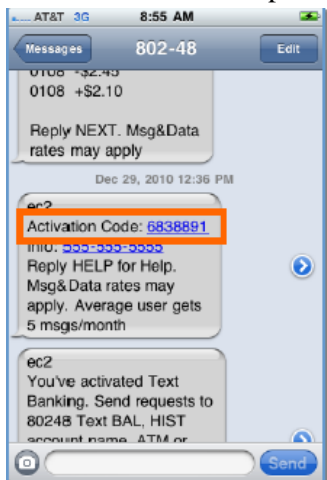 AT&T 3G 8:55 AM
Messages 802-48 Edit
0108 -$2.45
0108 +$2.10
Reply NEXT. Msg&Data
rates may apply
Dec 29, 2010 12:36 PM
ec2
Activation Code: 6838891
Info: 555-555-5555
Reply HELP for Help.
Msg&Data rates may
apply. Average user gets
5 msgs/month
ec2
You've activated Text
Banking. Send requests to
80248 Text BAL, HIST
account name, ATM or
Send